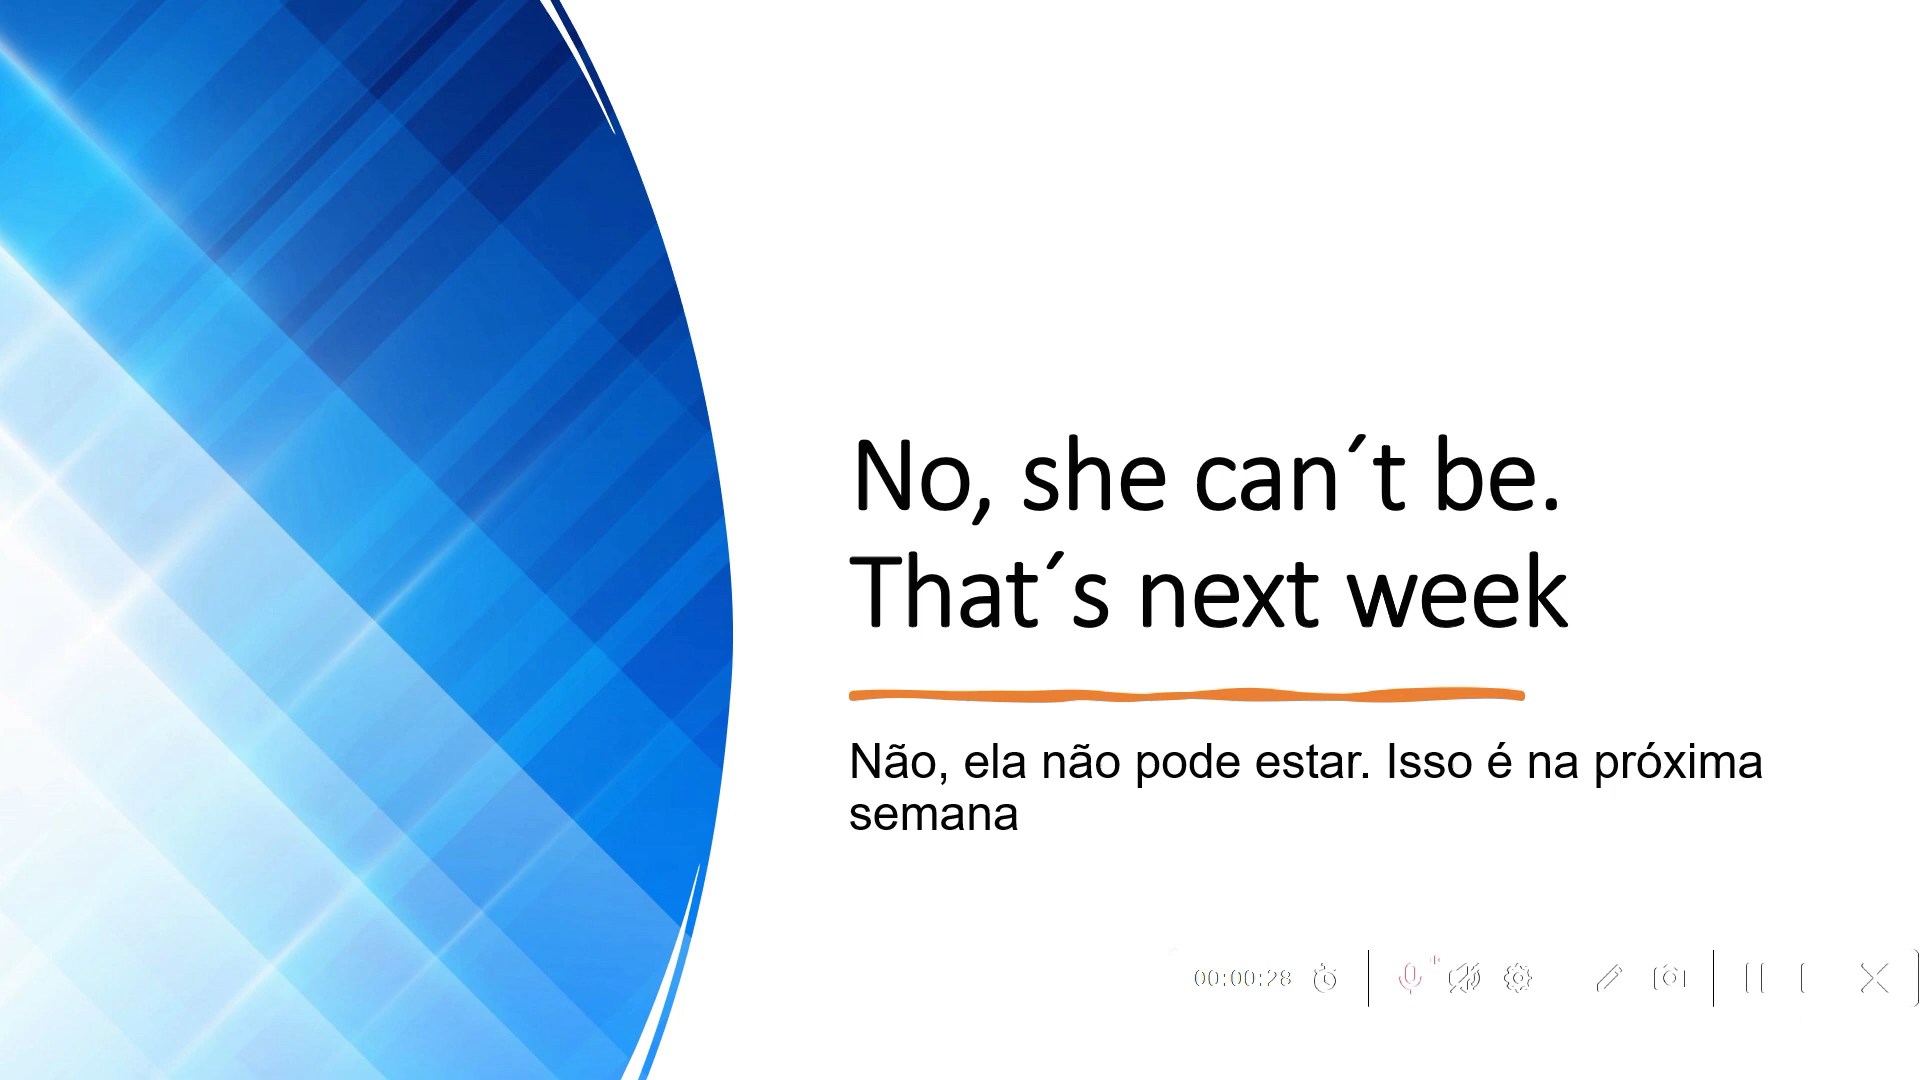 No, she can´t be.
That´s next week
Não, ela não pode estar. Isso é na próxima
semana
00:00:28